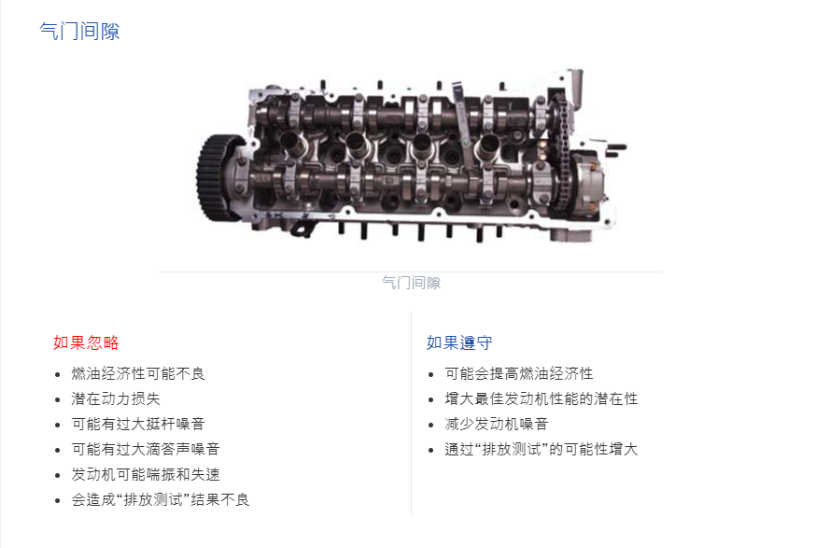 气门间隙
气门间隙
如果忽略
• 燃油经济性可能不良
• 潜在动力损失
• 可能有过大挺杆噪音
• 可能有过大滴答声噪音
• 发动机可能喘振和失速
• 会造成“排放测试”结果不良
如果遵守
• 可能会提高燃油经济性
• 增大最佳发动机性能的潜在性
• 减少发动机噪音
• 通过“排放测试”的可能性增大